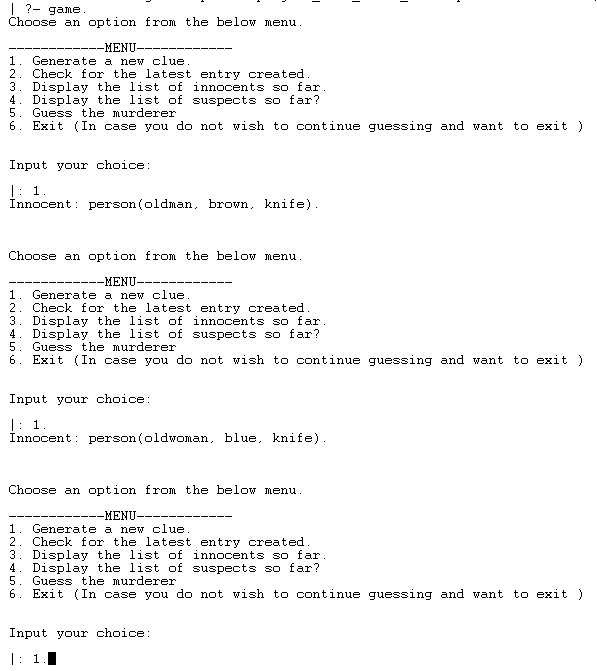 | ?- game.
Choose an option from the below menu.
------------MENU------------
1. Generate a new clue.
2. Check for the latest entry created.
3. Display the list of innocents so far.
4. Display the list of suspects so far?
5. Guess the murderer
6. Exit (In case you do not wish to continue guessing and want to exit )
Input your choice:
|: 1.
Innocent: person(oldman, brown, knife).
Choose an option from the below menu.
------------MENU------------
1. Generate a new clue.
2. Check for the latest entry created.
3. Display the list of innocents so far.
4. Display the list of suspects so far?
5. Guess the murderer
6. Exit (In case you do not wish to continue guessing and want to exit )
Input your choice:
|: 1.
Innocent: person(oldwoman, blue, knife).
Choose an option from the below menu.
------------MENU------------
1. Generate a new clue.
2. Check for the latest entry created.
3. Display the list of innocents so far.
4. Display the list of suspects so far?
5. Guess the murderer
6. Exit (In case you do not wish to continue guessing and want to exit )
Input your choice:
|: 1.